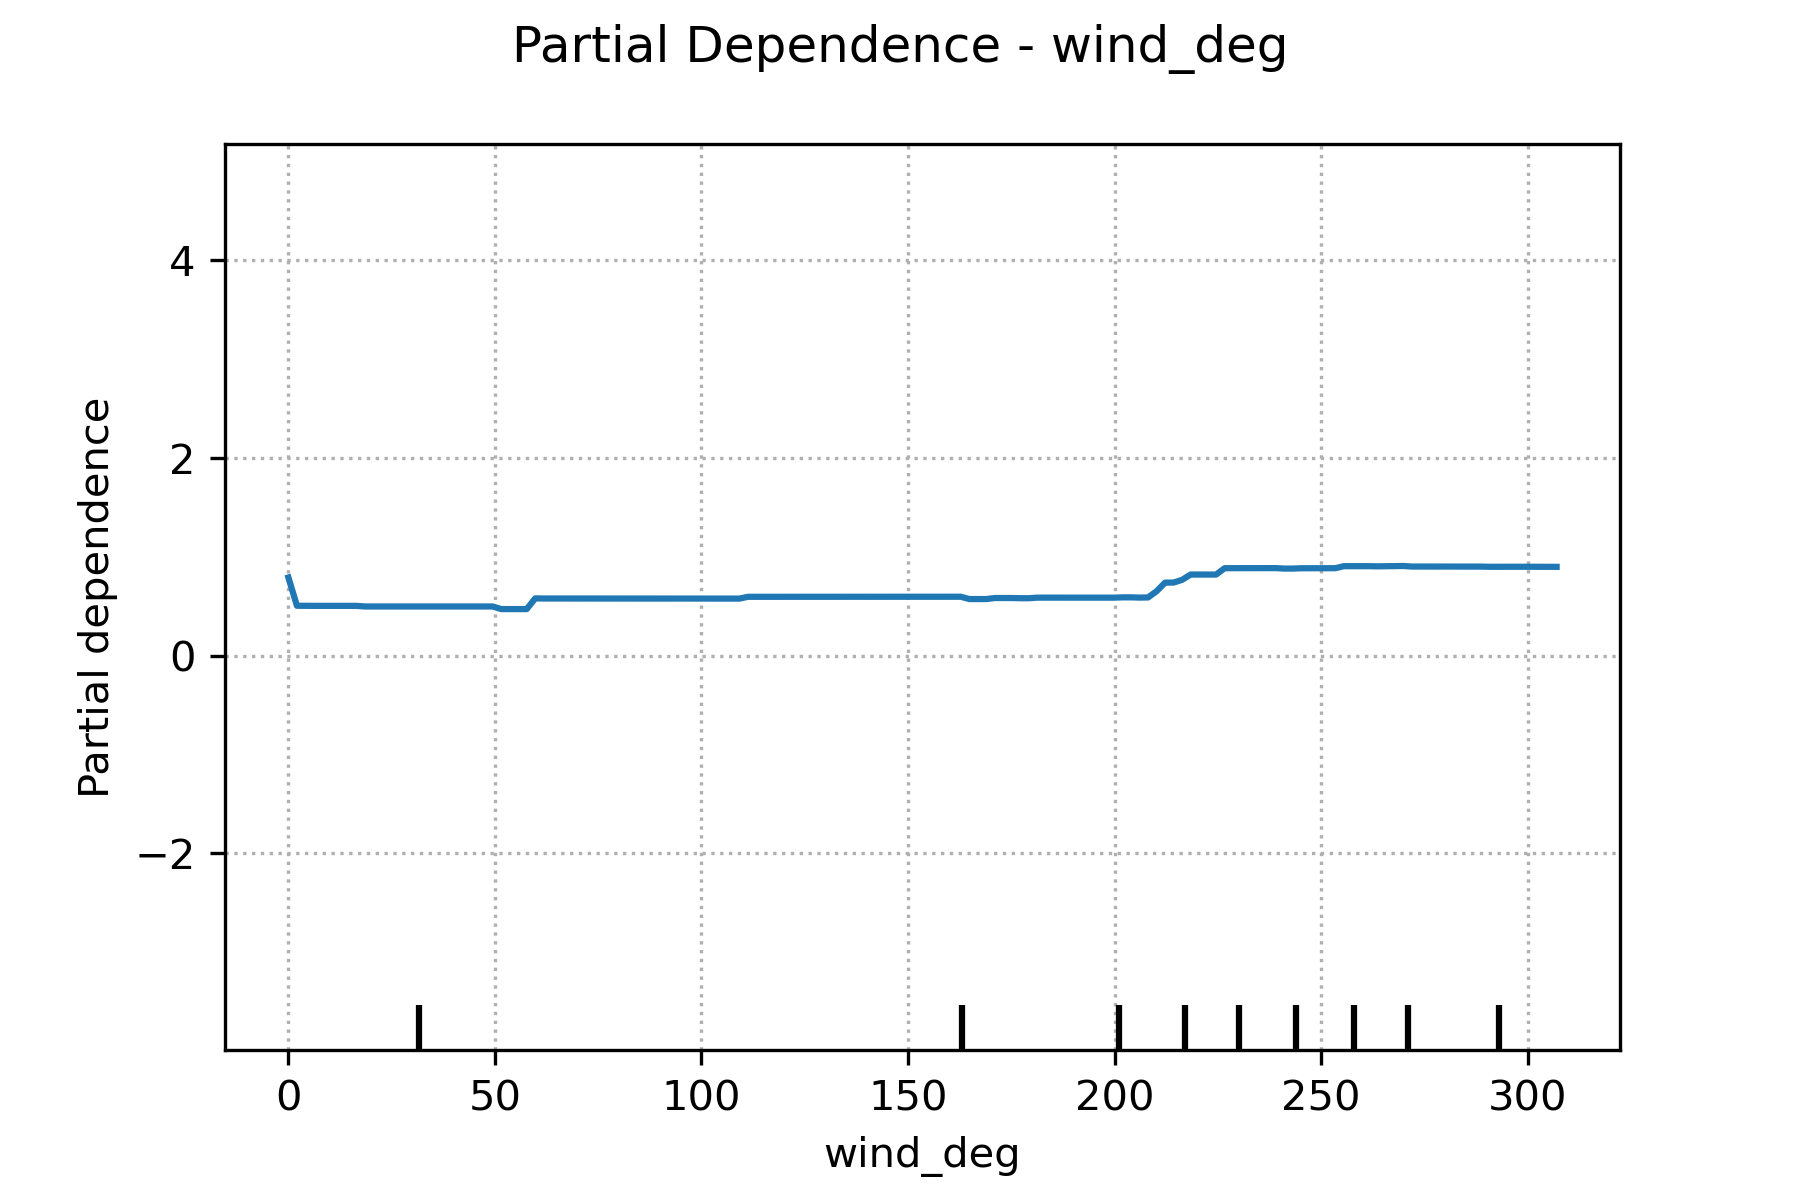 Partial Dependence - wind_deg
Partial dependence
4
2
0
−2
0 50 100 150 200 250 300
wind_deg